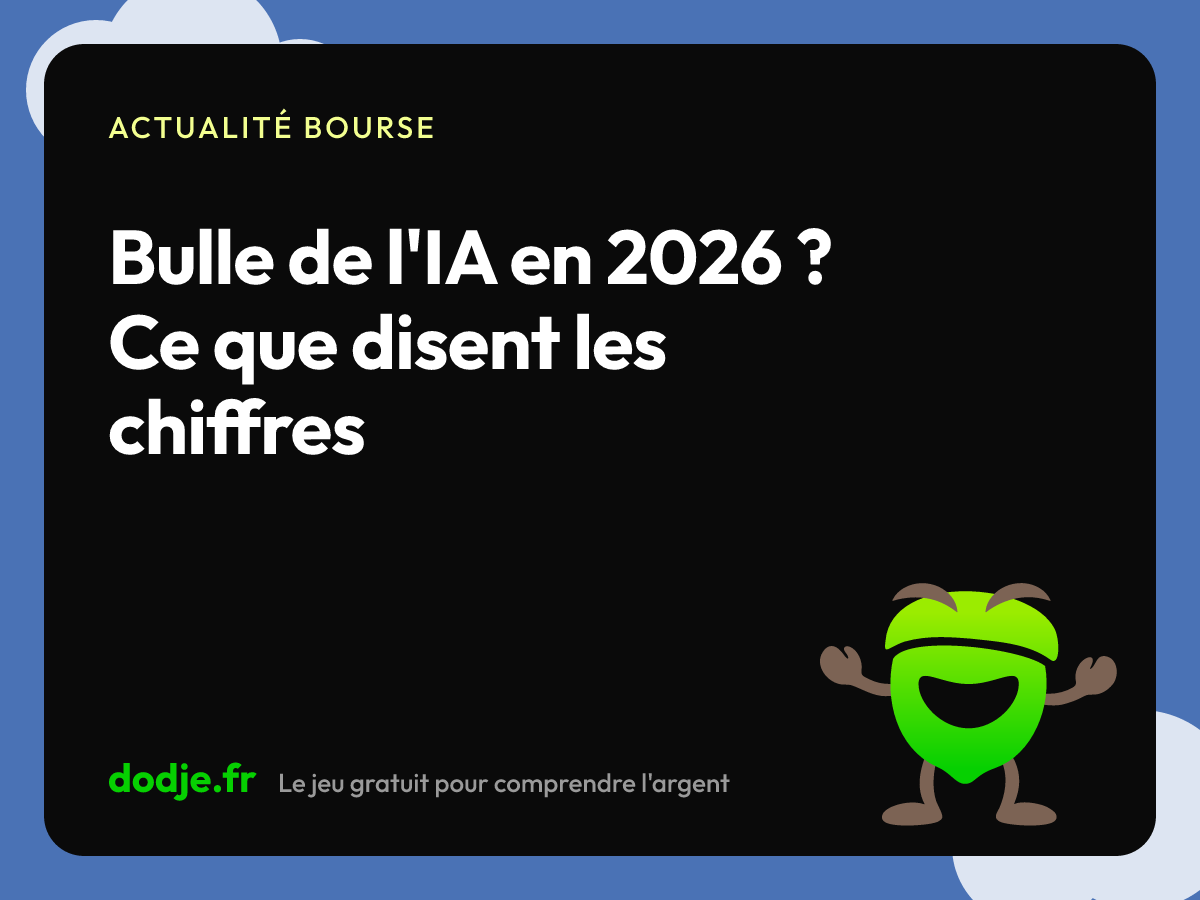 ACTUALITÉ BOURSE
Bulle de l'IA en 2026 ?
Ce que disent les
chiffres
dodje.fr Le jeu gratuit pour comprendre l'argent